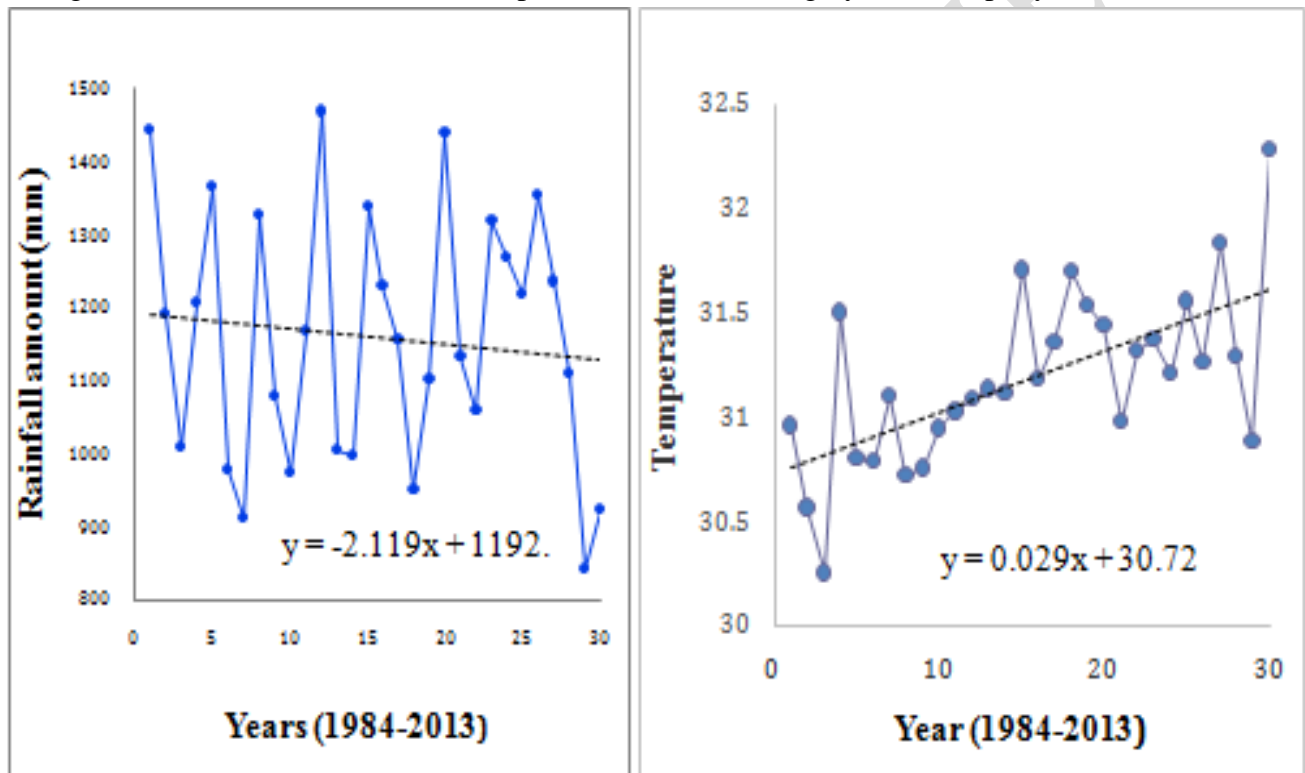 1500
1400
1300
1200
1100
1000
900
800
0 5 10 15 20 25 30
Rainfall amount (mm)
y = -2.119x + 1192.
Years (1984-2013)
32.5
32
31.5
31
30.5
30
0 10 20 30
Temperature
y = 0.029x + 30.72
Year (1984-2013)